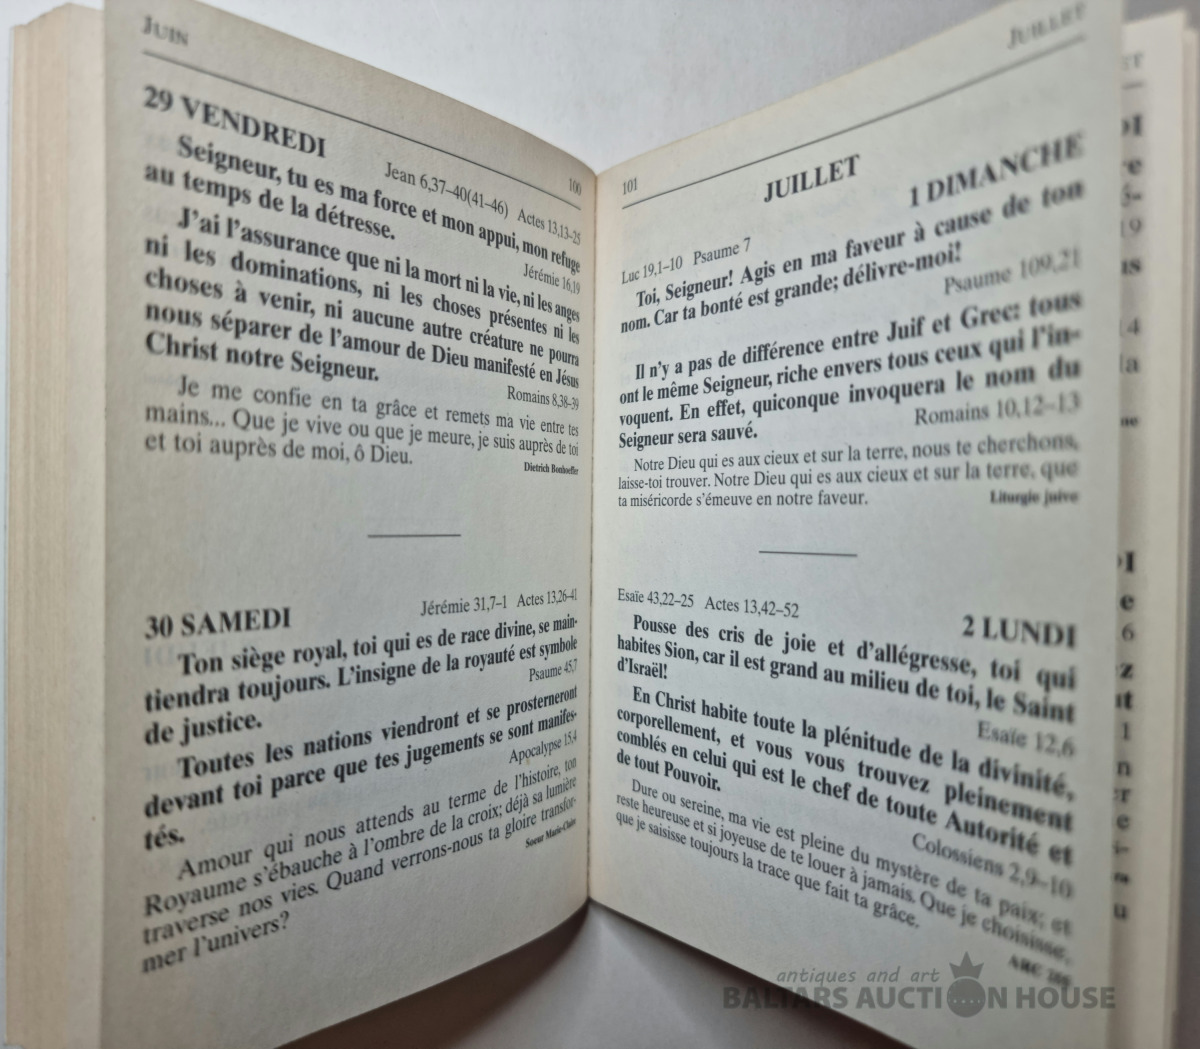 JUIN
29 VENDREDI
Jean 6,37–40(41–46) Actes 13,13–25
100
Seigneur, tu es ma force et mon appui, mon refuge
au temps de la détresse.
Jérémie 16,19
J'ai l'assurance que ni la mort ni la vie, ni les anges
ni les dominations, ni les choses présentes ni les
choses à venir, ni aucune autre créature ne pourra
nous séparer de l'amour de Dieu manifesté en Jésus
Christ notre Seigneur.
Romains 8,38–39
Je me confie en ta grâce et remets ma vie entre tes
mains... Que je vive ou que je meure, je suis auprès de toi
et toi auprès de moi, ô Dieu.
Dietrich Bonhoeffer
30 SAMEDI
Jérémie 31,7–1 Actes 13,26–41
Ton siège royal, toi qui es de race divine, se main-
tiendra toujours. L'insigne de la royauté est symbole
de justice.
Psaume 45,7
Toutes les nations viendront et se prosterneront
devant toi parce que tes jugements se sont manifes-
tés.
Apocalypse 15,4
Amour qui nous attends au terme de l'histoire, ton
Royaume s'ébauche à l'ombre de la croix; déjà sa lumière
traverse nos vies. Quand verrons-nous ta gloire transfor-
mer l'univers?
Soeur Marie-Claire
JUILLET
101
JUILLET
1 DIMANCHE
Luc 19,1–10 Psaume 7
Toi, Seigneur! Agis en ma faveur à cause de ton
nom. Car ta bonté est grande; délivre-moi!
Psaume 109,21
Il n'y a pas de différence entre Juif et Grec: tous
ont le même Seigneur, riche envers tous ceux qui l'in-
voquent. En effet, quiconque invoquera le nom du
Seigneur sera sauvé.
Romains 10,12–13
Notre Dieu qui es aux cieux et sur la terre, nous te cherchons,
laisse-toi trouver. Notre Dieu qui es aux cieux et sur la terre, que
ta miséricorde s'émeuve en notre faveur.
Liturgie juive
Esaïe 43,22–25 Actes 13,42–52
2 LUNDI
Pousse des cris de joie et d'allégresse, toi qui
habites Sion, car il est grand au milieu de toi, le Saint
d'Israël!
Esaïe 12,6
En Christ habite toute la plénitude de la divinité,
corporellement, et vous vous trouvez pleinement
comblés en celui qui est le chef de toute Autorité et
de tout Pouvoir.
Colossiens 2,9–10
Dure ou sereine, ma vie est pleine du mystère de ta paix; et
reste heureuse et si joyeuse de te louer à jamais. Que je choisisse,
que je saisisse toujours la trace que fait ta grâce.
antiques and art
BALTARS AUCTION HOUSE